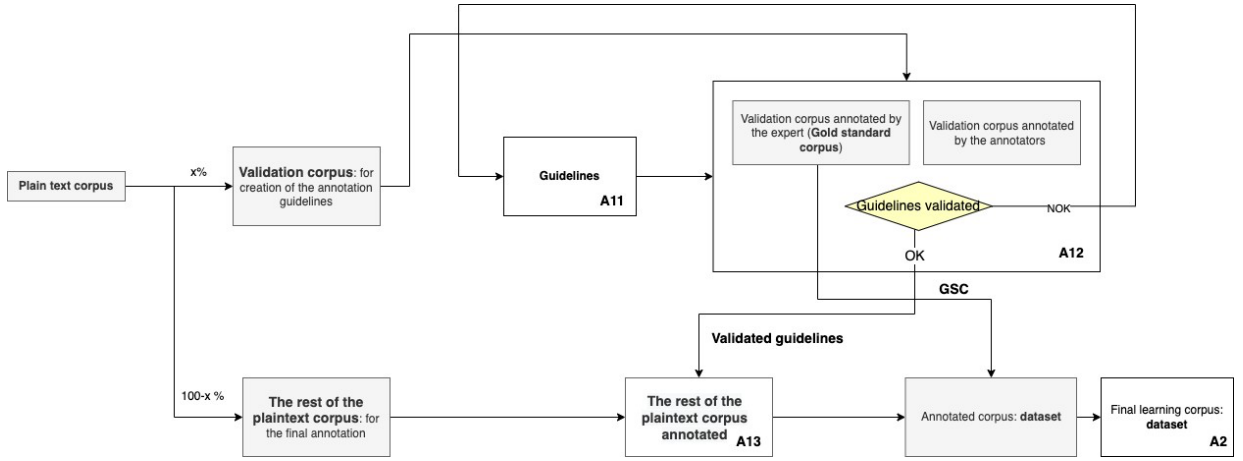 Plain text corpus
x%
Validation corpus: for
creation of the annotation
guidelines
Guidelines
A11
Validation corpus annotated by
the expert (Gold standard
corpus)
Validation corpus annotated
by the annotators
Guidelines validated
NOK
OK
A12
GSC
Validated guidelines
100-x %
The rest of the
plaintext corpus: for
the final annotation
The rest of the
plaintext corpus
annotated
A13
Annotated corpus: dataset
Final learning corpus:
dataset
A2